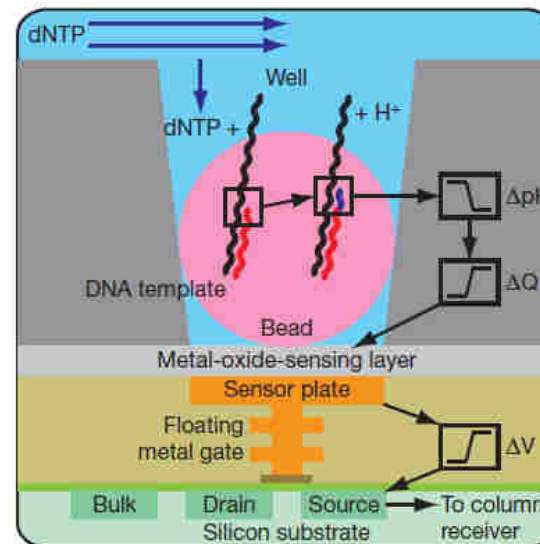 dNTP
Well
dNTP +
+ H+
ΔpH
ΔQ
DNA template
Bead
Metal-oxide-sensing layer
Sensor plate
Floating
metal gate
ΔV
Bulk
Drain
Source
To column
receiver
Silicon substrate